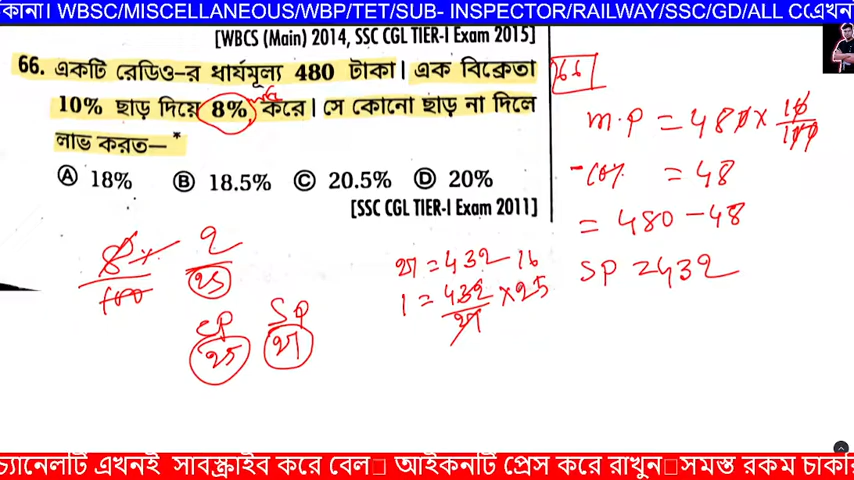 কানা। WBSC/MISCELLANEOUS/WBP/TET/SUB- INSPECTOR/RAILWAY/SSC/GD/ALL
[WBCS (Main) 2014, SSC CGL TIER-I Exam 2015]
66. একটি রেডিও-র ধার্যমূল্য 480 টাকা। এক বিক্রেতা
10% ছাড় দিয়ে 8% করে। সে কোনো ছাড় না দিলে
লাভ করত— *
A 18% B 18.5% C 20.5% D 20%
[SSC CGL TIER-I Exam 2011]
66
M.P = 480 × 10/100
-10% = 48
= 480 - 48
SP = 432
8/100 × 2/25
CP SP
25 27
27 = 432 16
1 = 432/27 × 25
চ্যানেলটি এখনই সাবস্ক্রাইব করে বেল আইকনটি প্রেস করে রাখুন সমস্ত রকম চাকরি